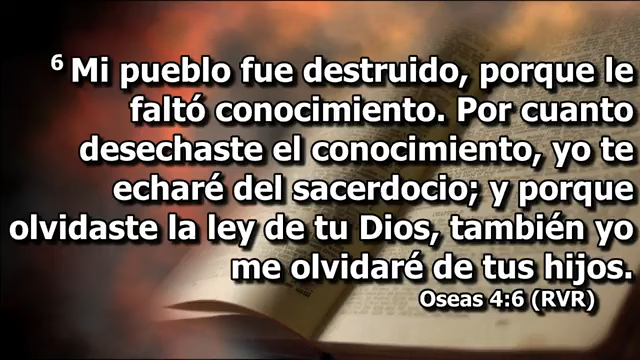 6 Mi pueblo fue destruido, porque le
faltó conocimiento. Por cuanto
desechaste el conocimiento, yo te
echaré del sacerdocio; y porque
olvidaste la ley de tu Dios, también yo
me olvidaré de tus hijos.
Oseas 4:6 (RVR)